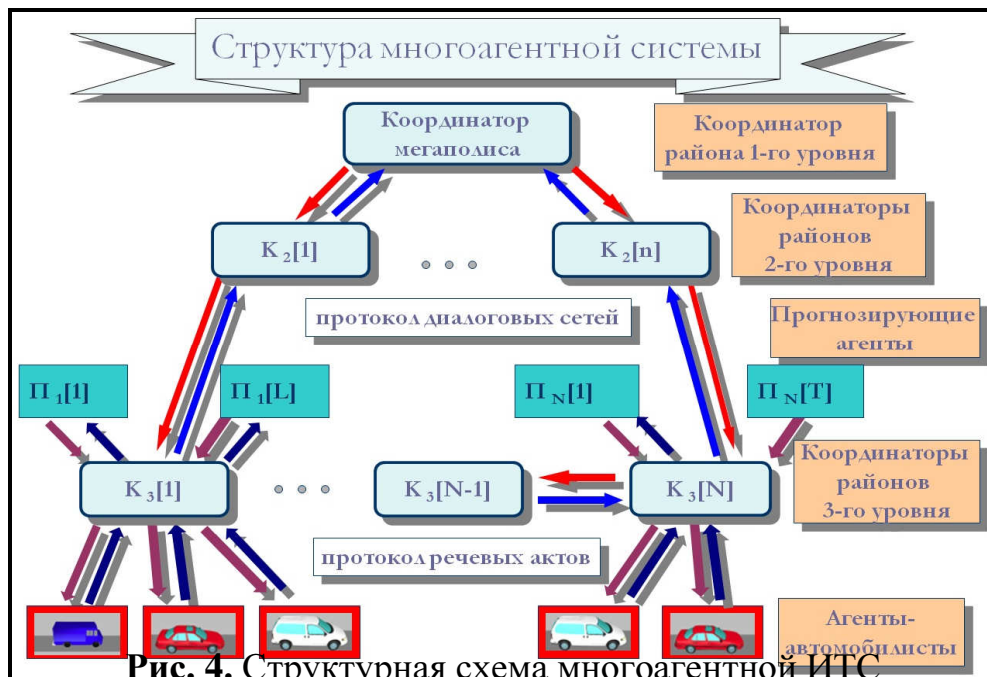 Структура многоагентной системы
Координатор
мегаполиса
Координатор
района 1-го уровня
K 2[1]
K 2[n]
Координаторы
районов
2-го уровня
протокол диалоговых сетей
Прогнозирующие
агенты
П 1[1]
П 1[L]
П N[1]
П N[T]
K 3[1]
K 3[N-1]
K 3[N]
Координаторы
районов
3-го уровня
протокол речевых актов
Агенты-
автомобилисты
Рис. 4. Структурная схема многоагентной ИТС